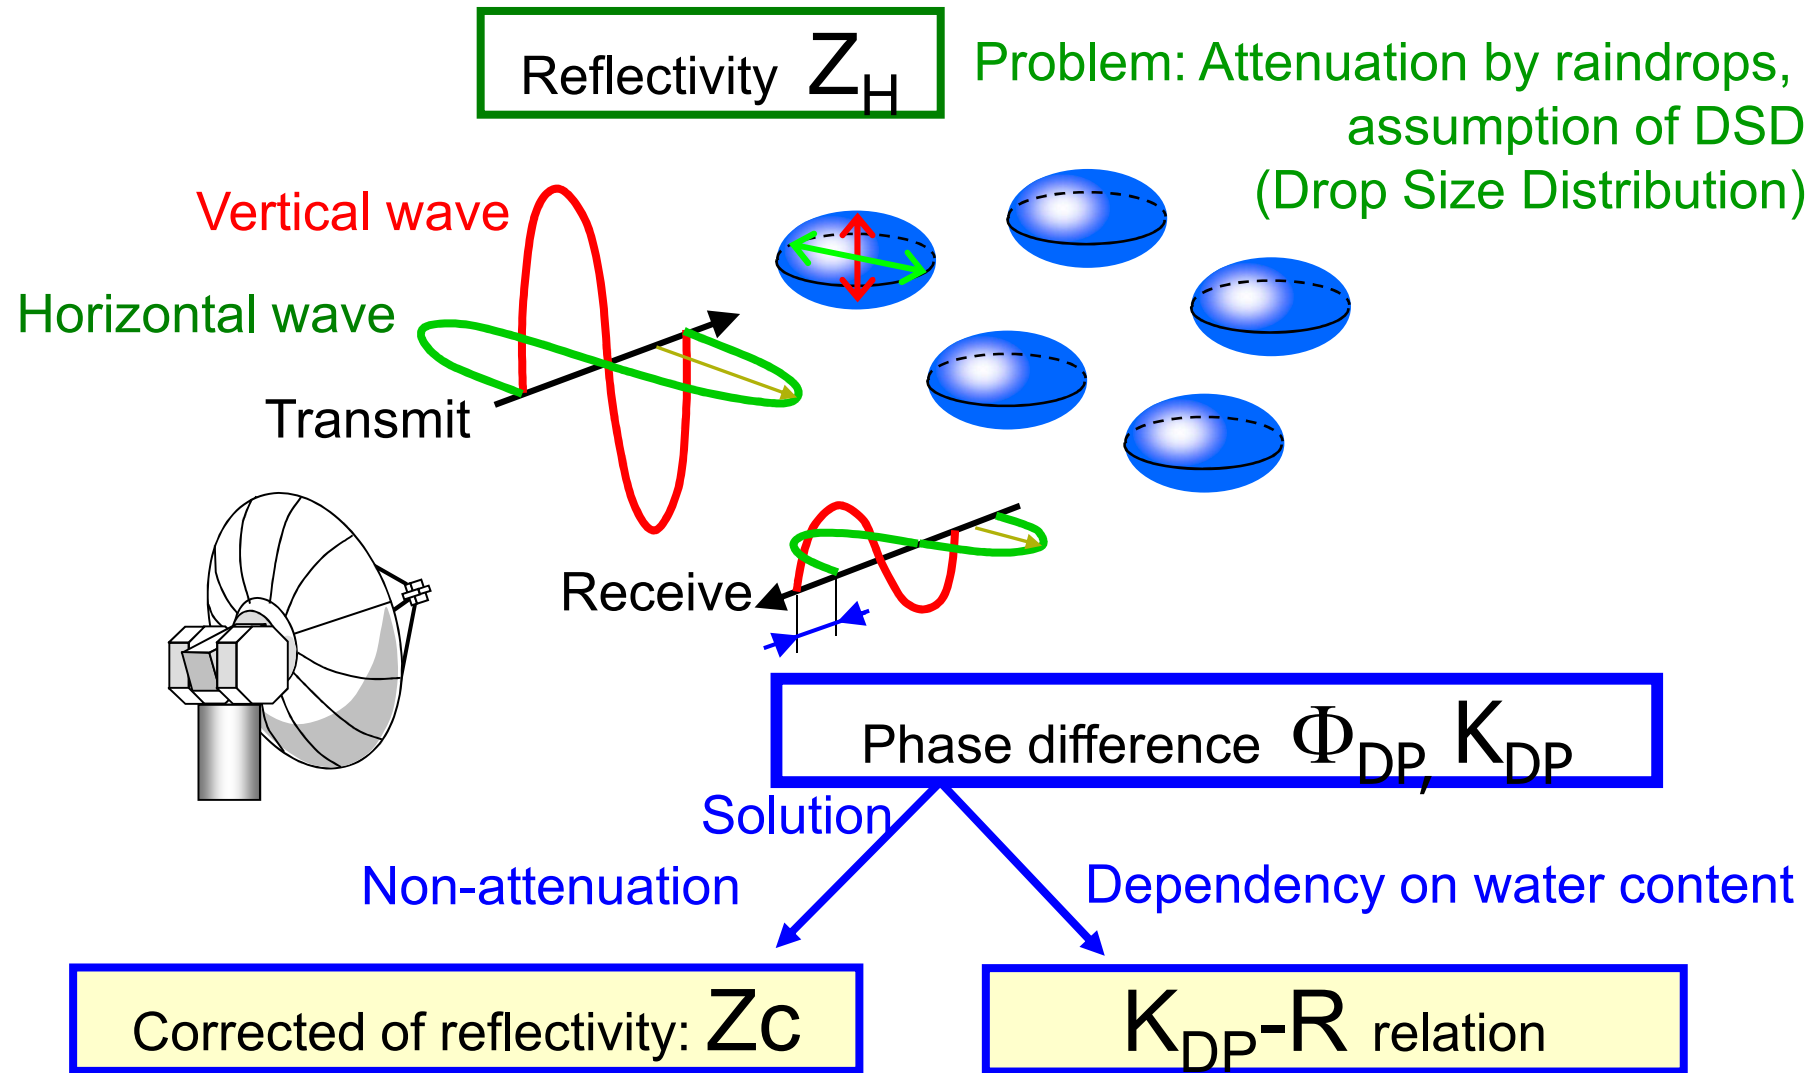 Reflectivity Z_H
Problem: Attenuation by raindrops,
assumption of DSD
(Drop Size Distribution)
Vertical wave
Horizontal wave
Transmit
Receive
Phase difference Φ_DP, K_DP
Solution
Non-attenuation
Dependency on water content
Corrected of reflectivity: Zc
K_DP-R relation